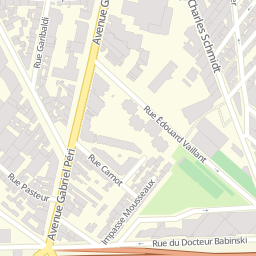 Rue Garibaldi
Avenue G
Charles Schmidt
Rue Édouard Vaillant
Avenue Gabriel Péri
Rue Carnot
Rue Pasteur
Impasse Mousseaux
Rue du Docteur Babinski